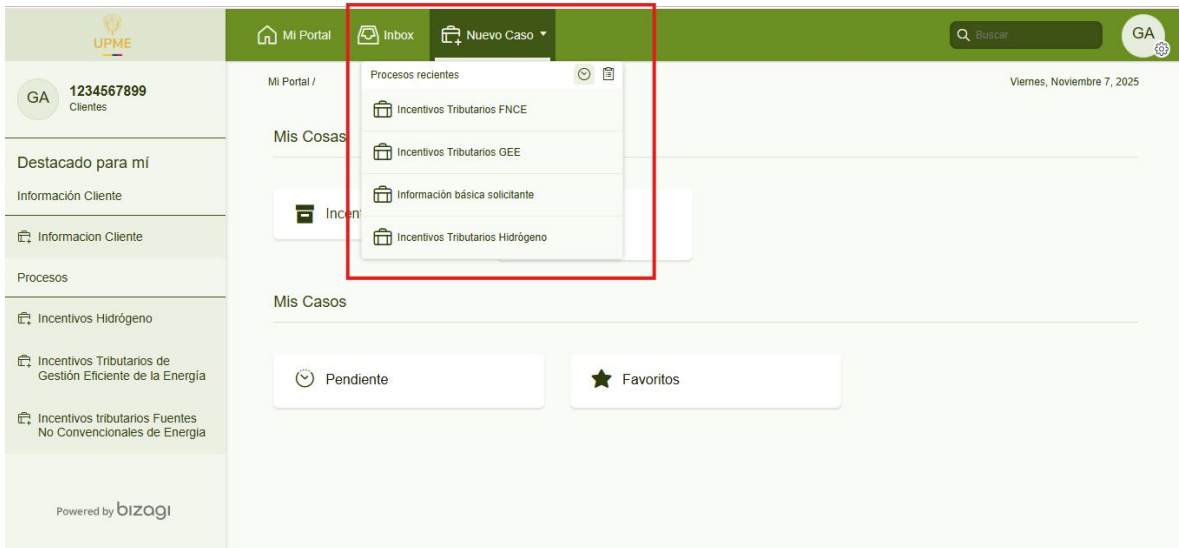 UPME
Mi Portal
Inbox
Nuevo Caso
Buscar
GA
GA
1234567899
Clientes
Destacado para mí
Información Cliente
Informacion Cliente
Procesos
Incentivos Hidrógeno
Incentivos Tributarios de
Gestión Eficiente de la Energía
Incentivos tributarios Fuentes
No Convencionales de Energia
Powered by bizagi
Mi Portal /
Viernes, Noviembre 7, 2025
Procesos recientes
Incentivos Tributarios FNCE
Incentivos Tributarios GEE
Información básica solicitante
Incentivos Tributarios Hidrógeno
Mis Cosas
Incen
Mis Casos
Pendiente
Favoritos